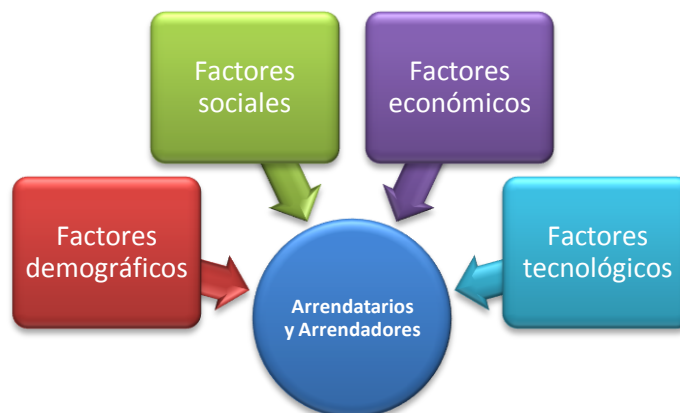 Factores
sociales
Factores
económicos
Factores
demográficos
Factores
tecnológicos
Arrendatarios
y Arrendadores